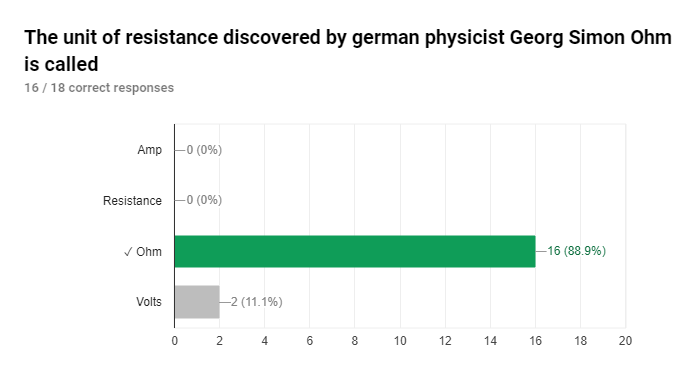 The unit of resistance discovered by german physicist Georg Simon Ohm
is called
16 / 18 correct responses
Amp 0 (0%)
Resistance 0 (0%)
✓ Ohm 16 (88.9%)
Volts 2 (11.1%)
0 2 4 6 8 10 12 14 16 18 20